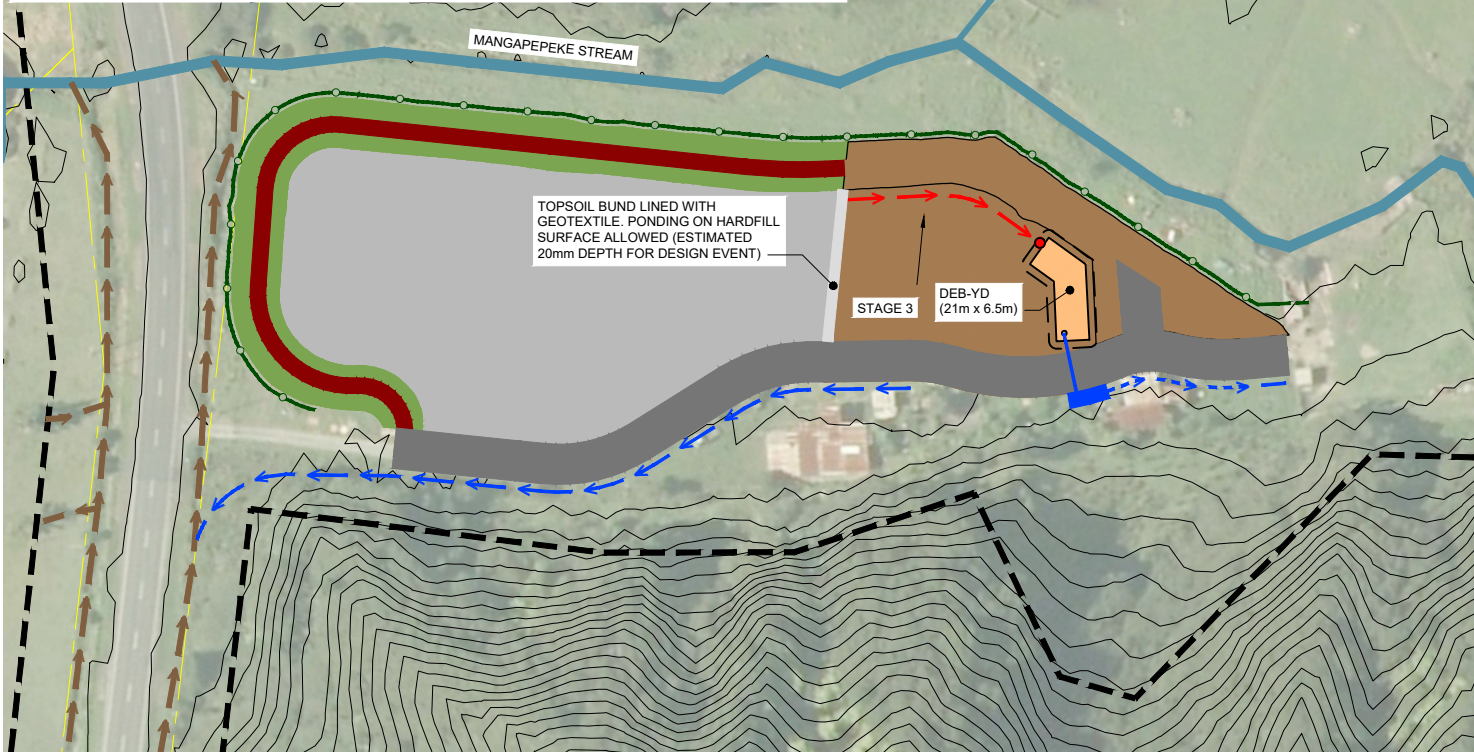 MANGAPEPEKE STREAM
TOPSOIL BUND LINED WITH
GEOTEXTILE. PONDING ON HARDFILL
SURFACE ALLOWED (ESTIMATED
20mm DEPTH FOR DESIGN EVENT)
STAGE 3
DEB-YD
(21m x 6.5m)